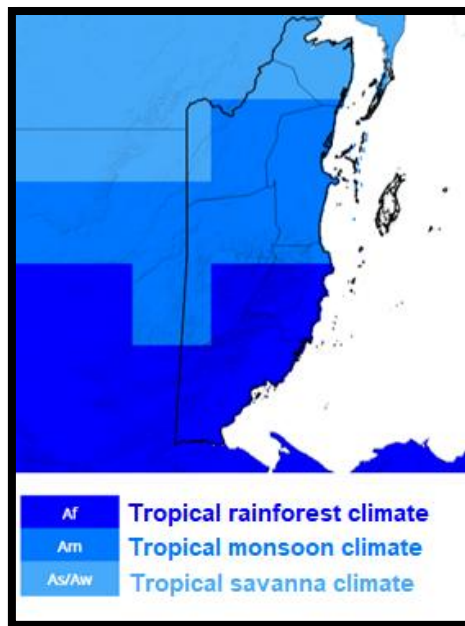 Af Tropical rainforest climate
Am Tropical monsoon climate
As/Aw Tropical savanna climate